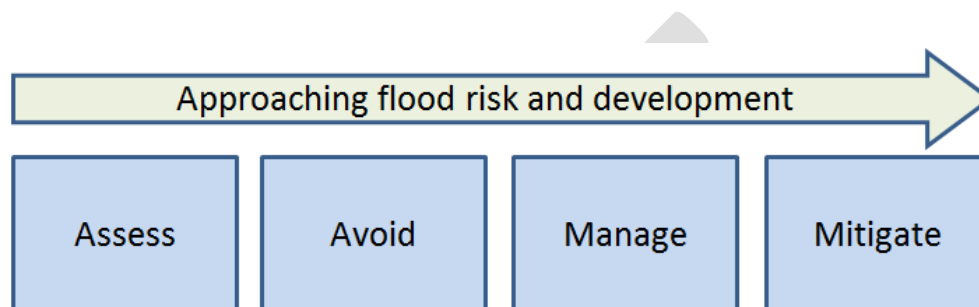 Approaching flood risk and development
Assess
Avoid
Manage
Mitigate